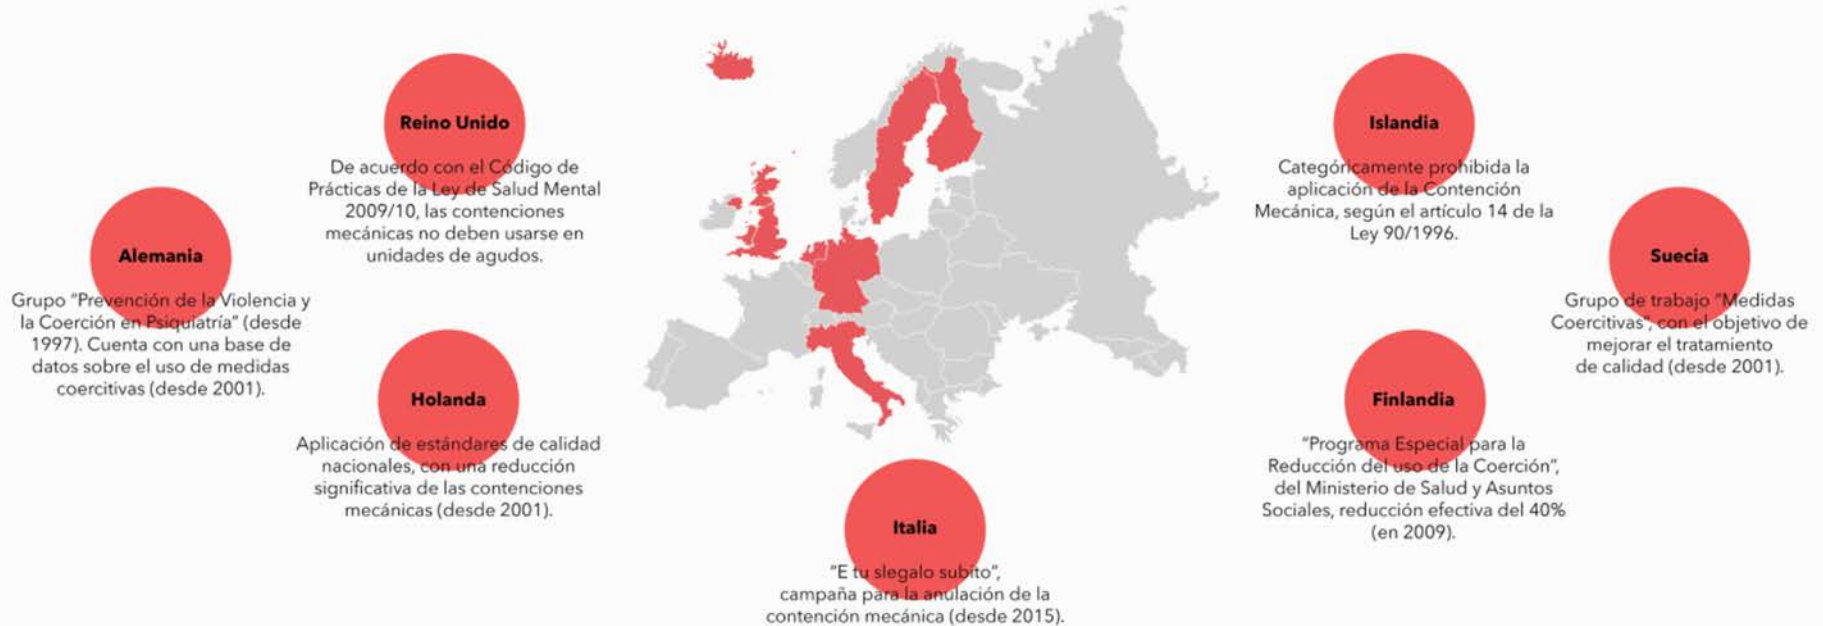 Reino Unido
De acuerdo con el Código de
Prácticas de la Ley de Salud Mental
2009/10, las contenciones
mecánicas no deben usarse en
unidades de agudos.
Alemania
Grupo "Prevención de la Violencia y
la Coerción en Psiquiatría" (desde
1997). Cuenta con una base de
datos sobre el uso de medidas
coercitivas (desde 2001).
Holanda
Aplicación de estándares de calidad
nacionales, con una reducción
significativa de las contenciones
mecánicas (desde 2001).
Italia
"E tu slegalo subito",
campaña para la anulación de la
contención mecánica (desde 2015).
Islandia
Categóricamente prohibida la
aplicación de la Contención
Mecánica, según el artículo 14 de la
Ley 90/1996.
Suecia
Grupo de trabajo "Medidas
Coercitivas", con el objetivo de
mejorar el tratamiento
de calidad (desde 2001).
Finlandia
"Programa Especial para la
Reducción del uso de la Coerción",
del Ministerio de Salud y Asuntos
Sociales, reducción efectiva del 40%
(en 2009).